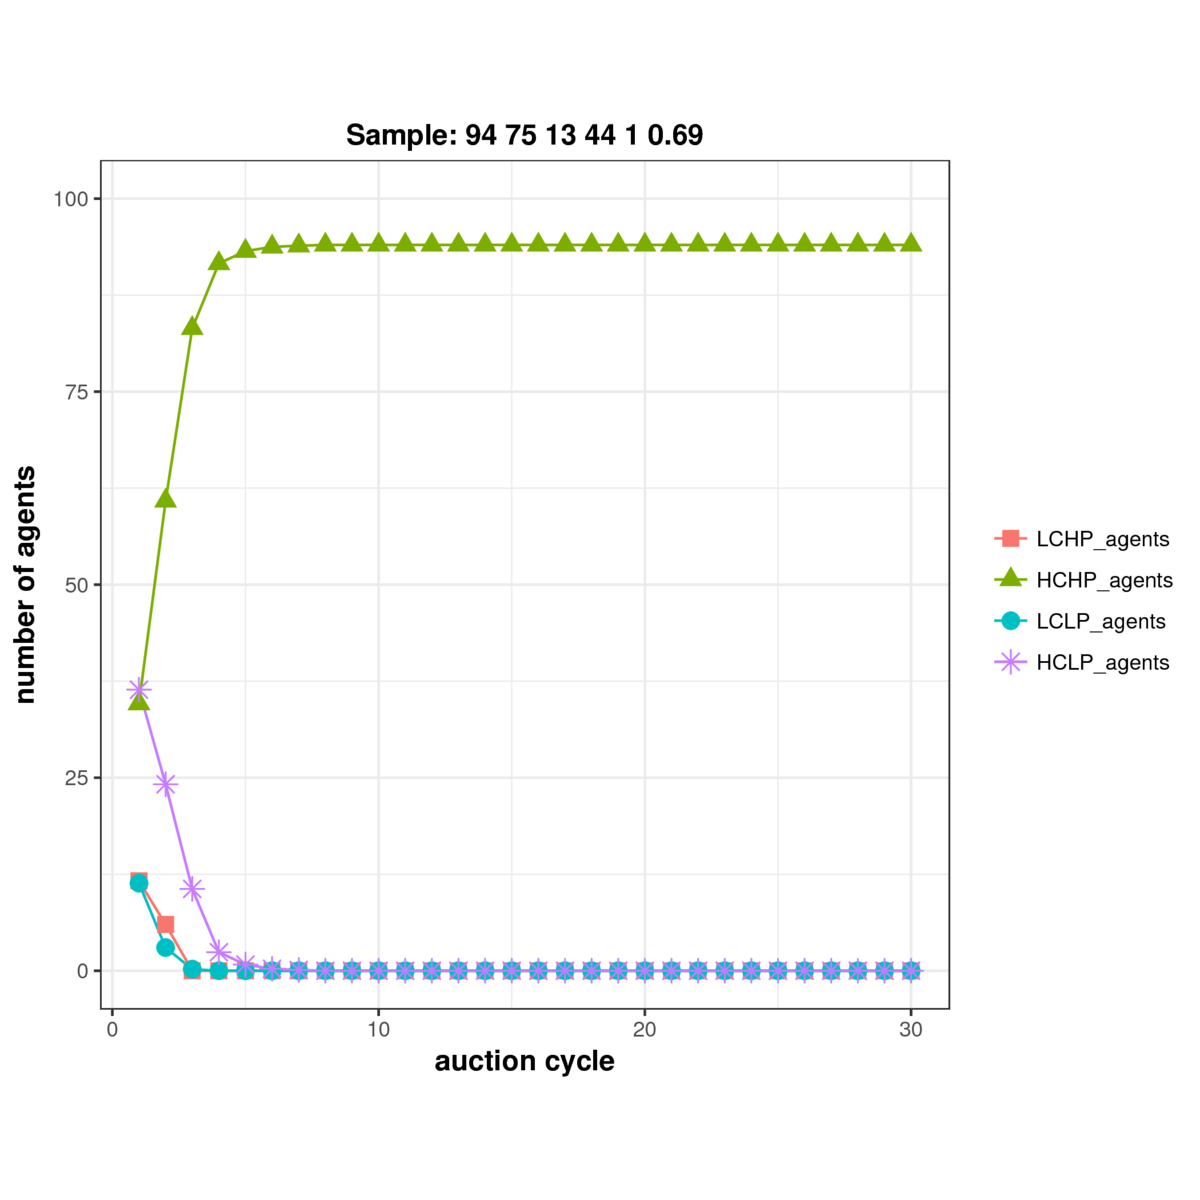 Sample: 94 75 13 44 1 0.69
100
75
50
25
0
0
10
20
30
number of agents
auction cycle
LCHP_agents
HCHP_agents
LCLP_agents
HCLP_agents